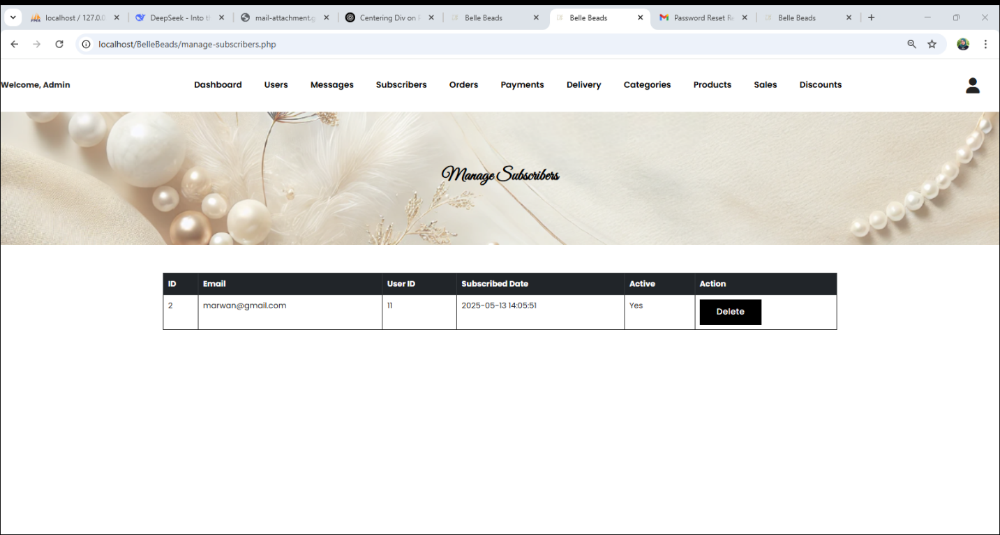 localhost / 127.0.0
DeepSeek - Into th
mail-attachment.g
Centering Div on
Belle Beads
Belle Beads
Password Reset Re
Belle Beads
localhost/BelleBeads/manage-subscribers.php
Welcome, Admin
Dashboard Users Messages Subscribers Orders Payments Delivery Categories Products Sales Discounts
Manage Subscribers
ID Email User ID Subscribed Date Active Action
2 marwan@gmail.com 11 2025-05-13 14:05:51 Yes Delete